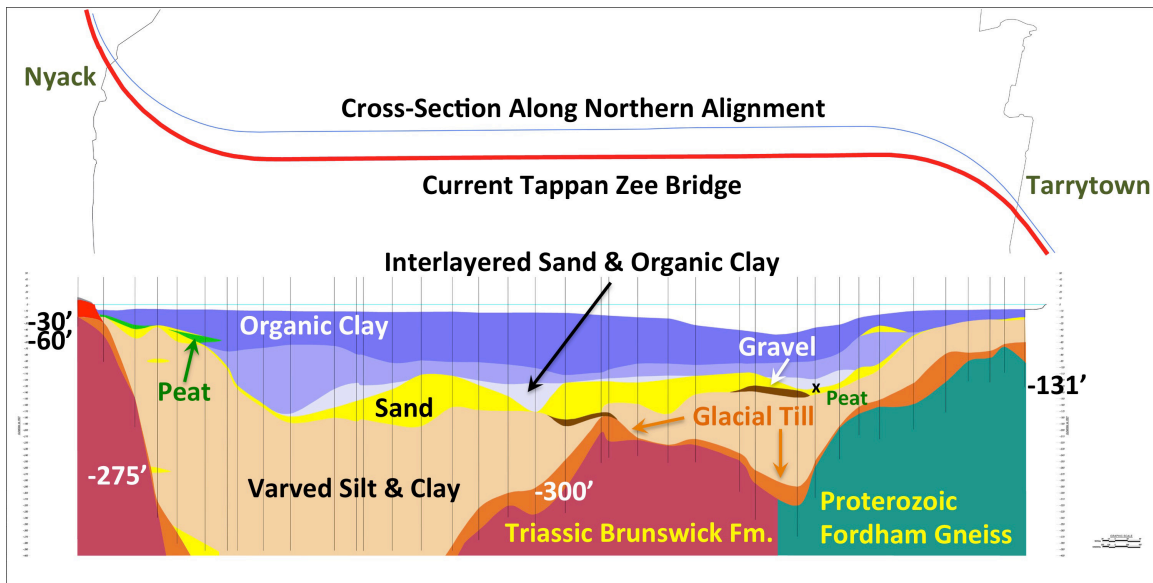 Nyack
Cross-Section Along Northern Alignment
Current Tappan Zee Bridge
Tarrytown
Interlayered Sand & Organic Clay
-30’
-60’
Organic Clay
Gravel
Peat
Sand
x
Peat
-131’
Glacial Till
-275’
Varved Silt & Clay
-300’
Triassic Brunswick Fm.
Proterozoic
Fordham Gneiss